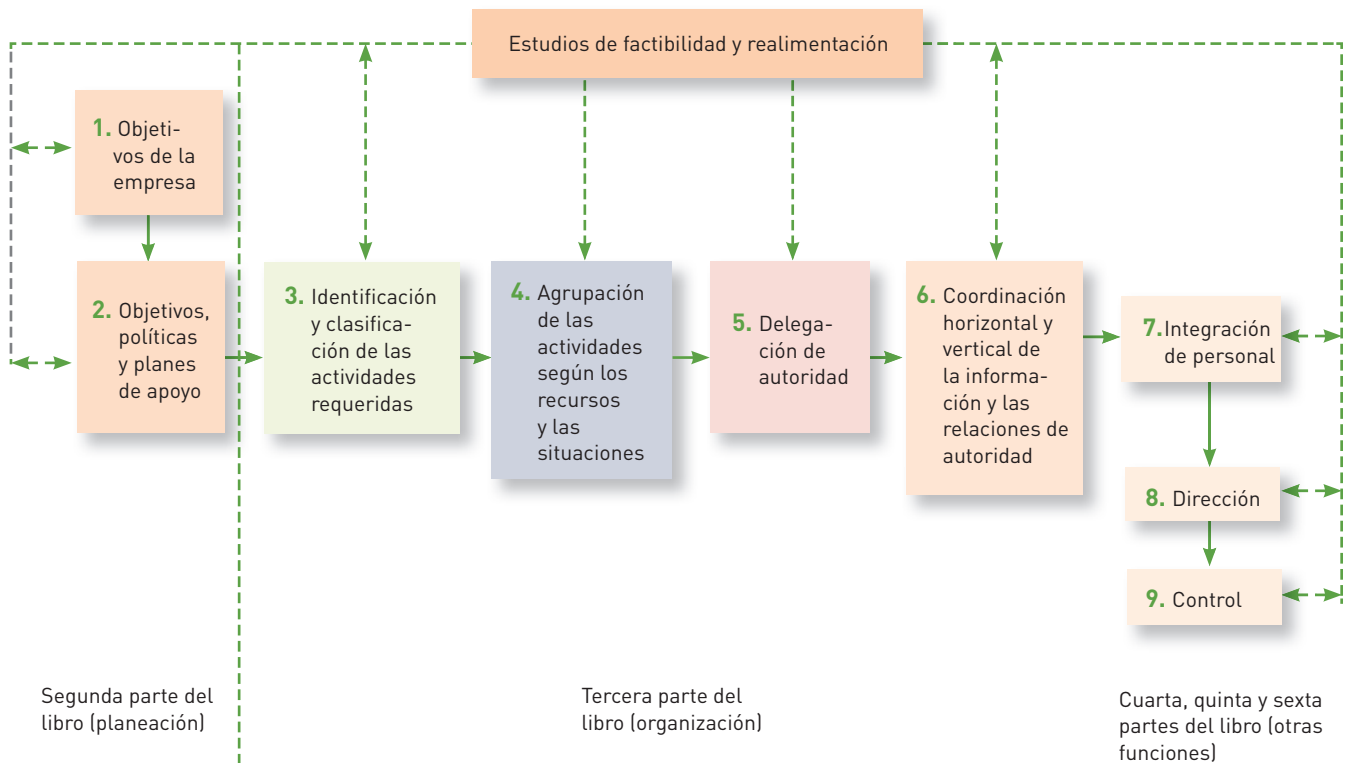 Estudios de factibilidad y realimentación
1. Objeti-
vos de la
empresa
2. Objetivos,
políticas
y planes
de apoyo
3. Identificación
y clasifica-
ción de las
actividades
requeridas
4. Agrupación
de las
actividades
según los
recursos
y las
situaciones
5. Delega-
ción de
autoridad
6. Coordinación
horizontal y
vertical de
la informa-
ción y las
relaciones de
autoridad
7. Integración
de personal
8. Dirección
9. Control
Segunda parte del
libro (planeación)
Tercera parte del
libro (organización)
Cuarta, quinta y sexta
partes del libro (otras
funciones)